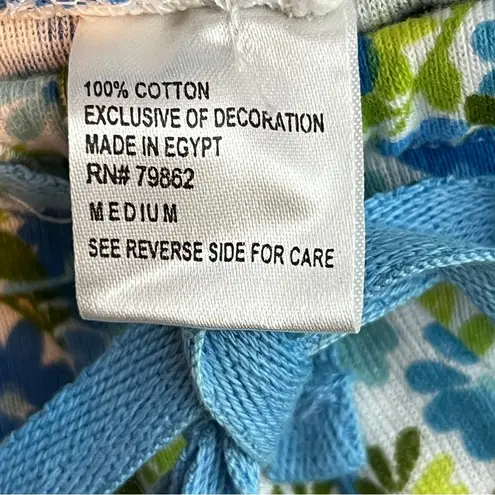 100% COTTON
EXCLUSIVE OF DECORATION
MADE IN EGYPT
RN# 79862
MEDIUM
SEE REVERSE SIDE FOR CARE